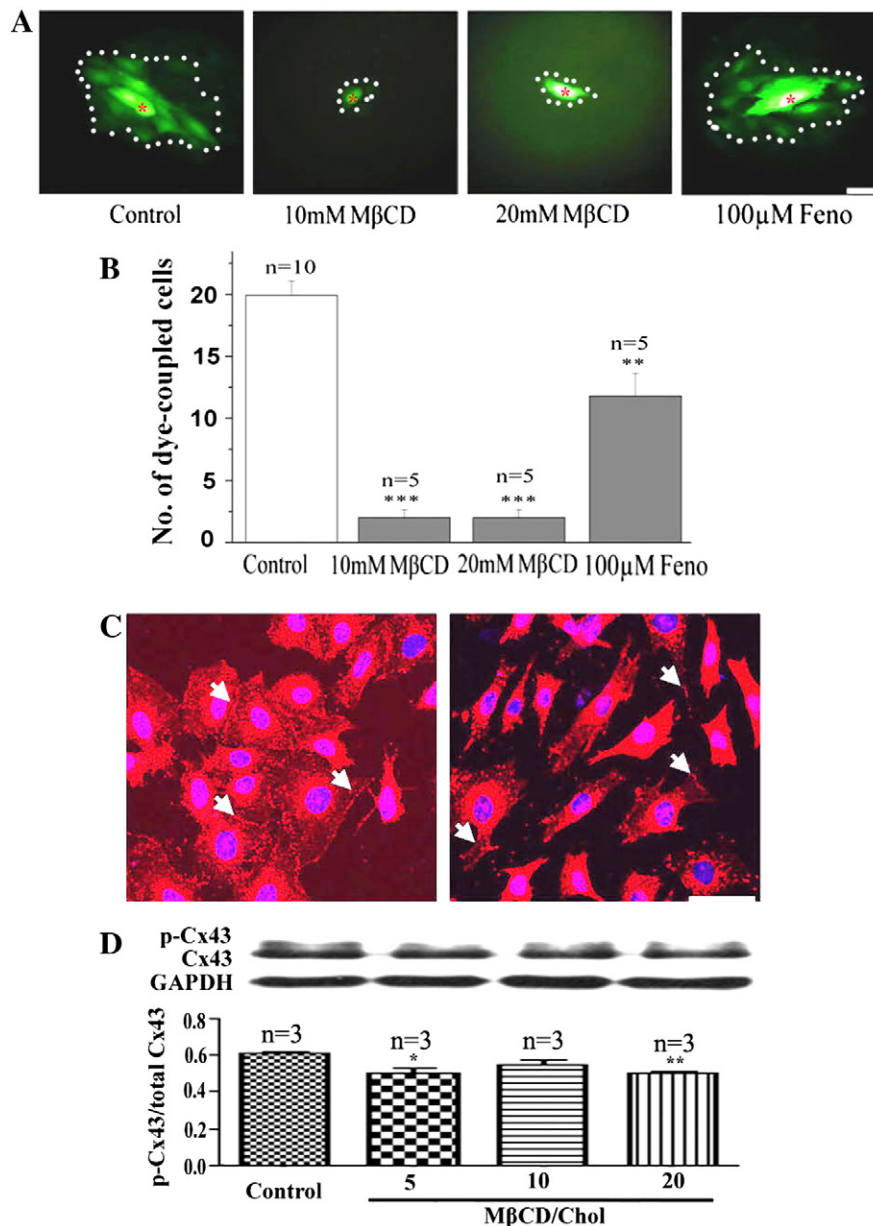 A
* * * *
Control 10mM MβCD 20mM MβCD 100µM Feno
B
No. of dye-coupled cells
20
15
10
5
0
n=10
n=5
***
n=5
***
n=5
**
Control 10mM MβCD 20mM MβCD 100µM Feno
C
D
p-Cx43
Cx43
GAPDH
p-Cx43/total Cx43
0.8
0.6
0.4
0.2
0.0
n=3 n=3 n=3 n=3
* **
Control 5 10 20
MβCD/Chol